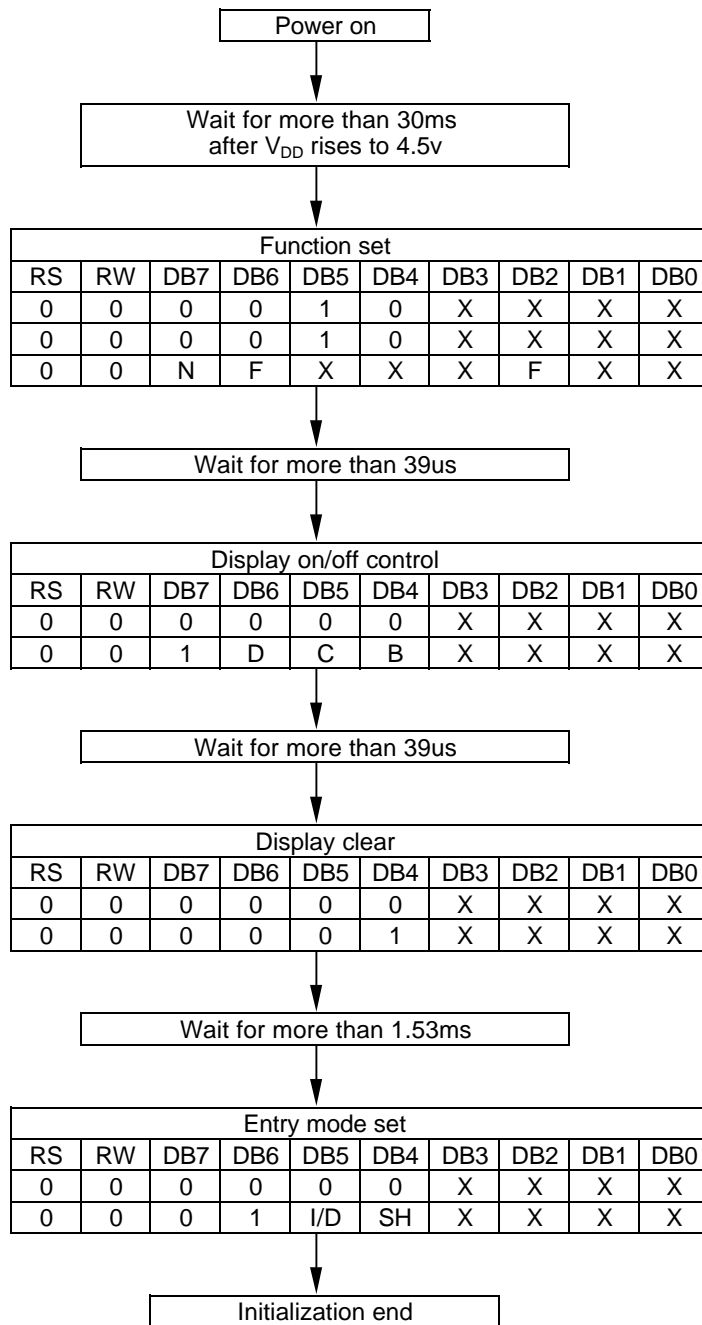 Power on
Wait for more than 30ms
after VDD rises to 4.5v
Function set
RS RW DB7 DB6 DB5 DB4 DB3 DB2 DB1 DB0
0 0 0 0 1 0 X X X X
0 0 0 0 1 0 X X X X
0 0 N F X X X F X X
Wait for more than 39us
Display on/off control
RS RW DB7 DB6 DB5 DB4 DB3 DB2 DB1 DB0
0 0 0 0 0 0 X X X X
0 0 1 D C B X X X X
Wait for more than 39us
Display clear
RS RW DB7 DB6 DB5 DB4 DB3 DB2 DB1 DB0
0 0 0 0 0 0 X X X X
0 0 0 0 0 1 X X X X
Wait for more than 1.53ms
Entry mode set
RS RW DB7 DB6 DB5 DB4 DB3 DB2 DB1 DB0
0 0 0 0 0 0 X X X X
0 0 0 1 I/D SH X X X X
Initialization end